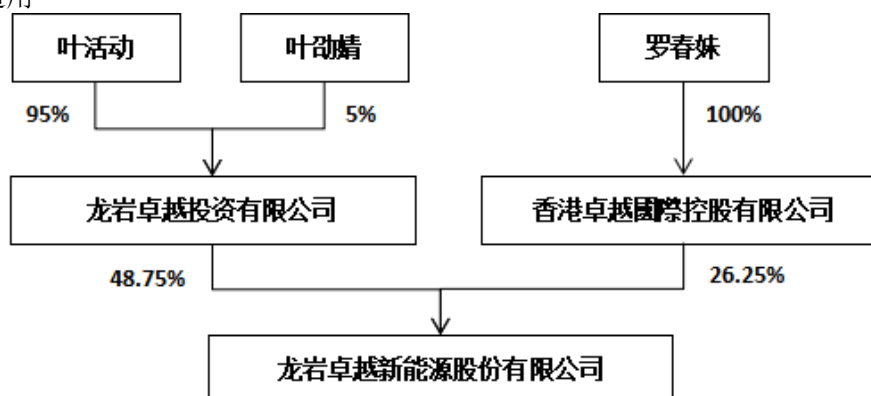 叶活动 叶劭婧 罗春妹
95% 5% 100%
龙岩卓越投资有限公司 香港卓越國際控股有限公司
48.75% 26.25%
龙岩卓越新能源股份有限公司